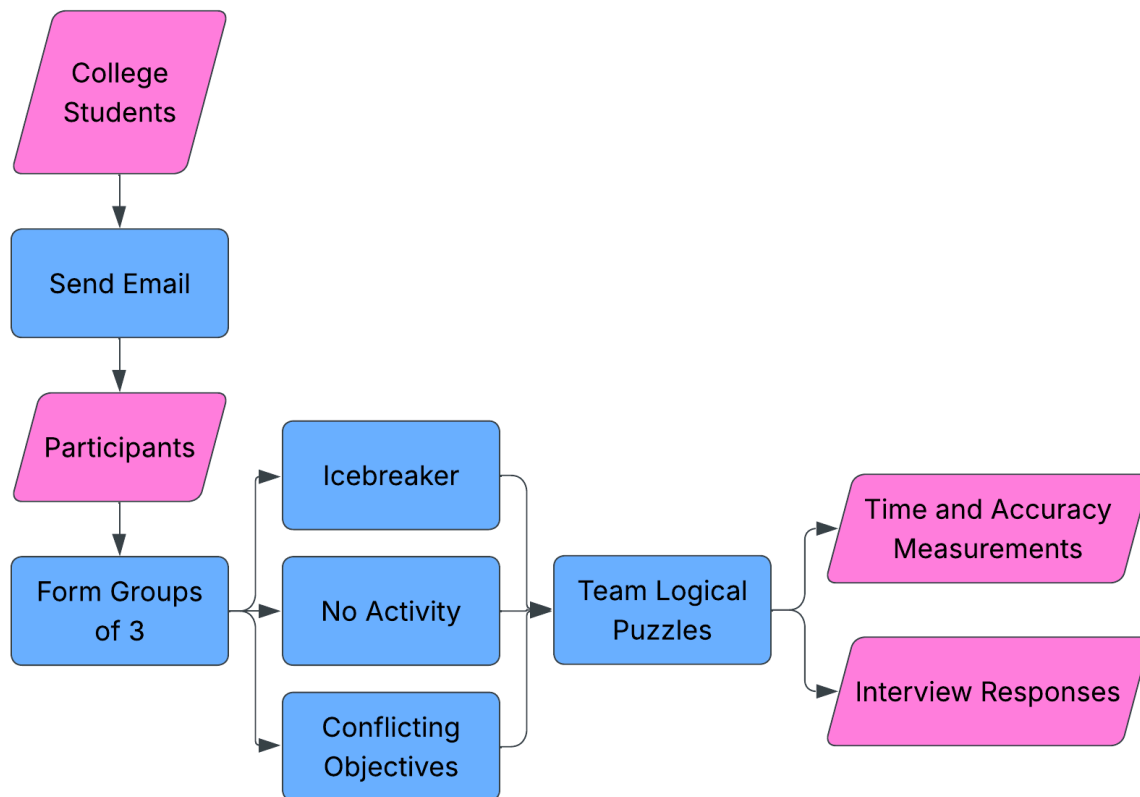 College
Students
Send Email
Participants
Form Groups
of 3
Icebreaker
No Activity
Conflicting
Objectives
Team Logical
Puzzles
Time and Accuracy
Measurements
Interview Responses